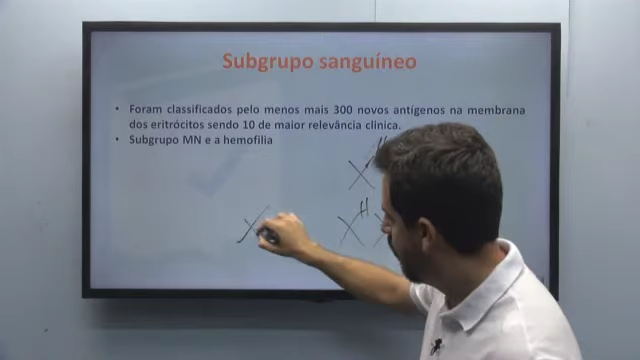 Subgrupo sanguíneo
• Foram classificados pelo menos mais 300 novos antígenos na membrana
dos eritrócitos sendo 10 de maior relevância clínica.
• Subgrupo MN e a hemofilia
X
X H
X